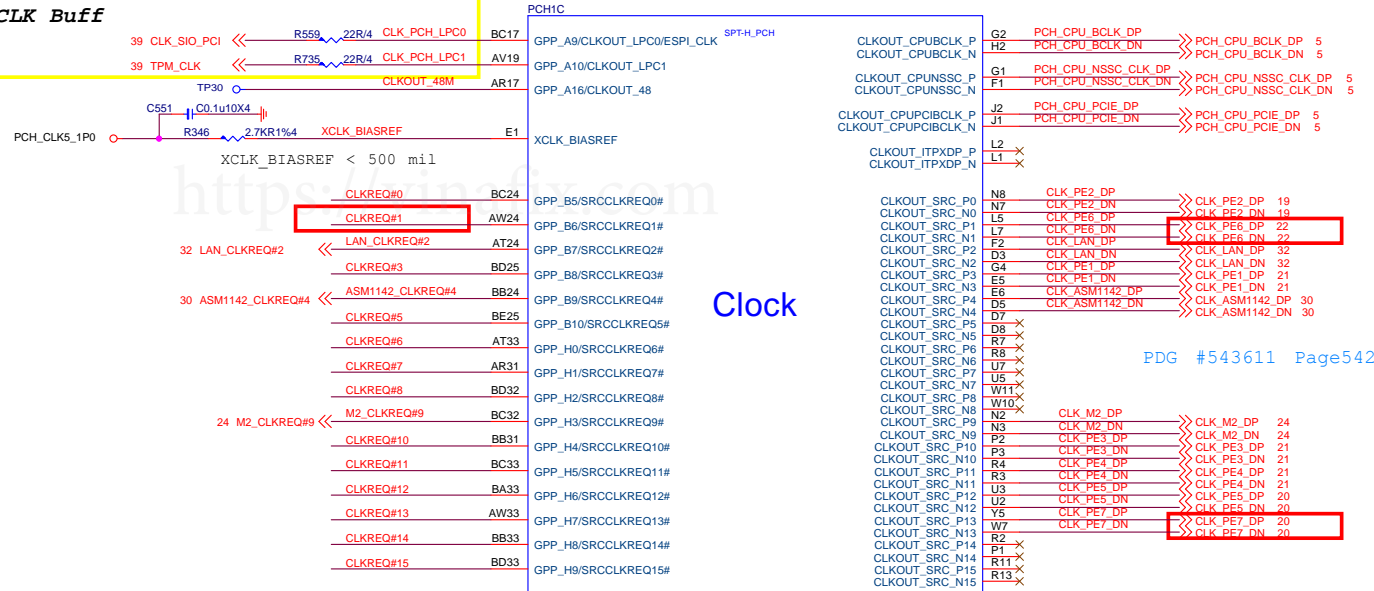 CLK Buff
PCH1C
SPT-H_PCH
39 CLK_SIO_PCI R559 22R/4 CLK_PCH_LPC0 BC17 GPP_A9/CLKOUT_LPC0/ESPI_CLK
39 TPM_CLK R735 22R/4 CLK_PCH_LPC1 AV19 GPP_A10/CLKOUT_LPC1
TP30 CLKOUT_48M AR17 GPP_A16/CLKOUT_48
C551 C0.1u10X4
PCH_CLK5_1P0 R346 2.7KR1%4 XCLK_BIASREF E1 XCLK_BIASREF
XCLK_BIASREF < 500 mil
https://vinafix.com
CLKREQ#0 BC24 GPP_B5/SRCCLKREQ0#
CLKREQ#1 AW24 GPP_B6/SRCCLKREQ1#
32 LAN_CLKREQ#2 LAN_CLKREQ#2 AT24 GPP_B7/SRCCLKREQ2#
CLKREQ#3 BD25 GPP_B8/SRCCLKREQ3#
30 ASM1142_CLKREQ#4 ASM1142_CLKREQ#4 BB24 GPP_B9/SRCCLKREQ4#
CLKREQ#5 BE25 GPP_B10/SRCCLKREQ5#
CLKREQ#6 AT33 GPP_H0/SRCCLKREQ6#
CLKREQ#7 AR31 GPP_H1/SRCCLKREQ7#
CLKREQ#8 BD32 GPP_H2/SRCCLKREQ8#
24 M2_CLKREQ#9 M2_CLKREQ#9 BC32 GPP_H3/SRCCLKREQ9#
CLKREQ#10 BB31 GPP_H4/SRCCLKREQ10#
CLKREQ#11 BC33 GPP_H5/SRCCLKREQ11#
CLKREQ#12 BA33 GPP_H6/SRCCLKREQ12#
CLKREQ#13 AW33 GPP_H7/SRCCLKREQ13#
CLKREQ#14 BB33 GPP_H8/SRCCLKREQ14#
CLKREQ#15 BD33 GPP_H9/SRCCLKREQ15#
Clock
CLKOUT_CPUBCLK_P G2 PCH_CPU_BCLK_DP PCH_CPU_BCLK_DP 5
CLKOUT_CPUBCLK_N H2 PCH_CPU_BCLK_DN PCH_CPU_BCLK_DN 5
CLKOUT_CPUNSSC_P G1 PCH_CPU_NSSC_CLK_DP PCH_CPU_NSSC_CLK_DP 5
CLKOUT_CPUNSSC_N F1 PCH_CPU_NSSC_CLK_DN PCH_CPU_NSSC_CLK_DN 5
CLKOUT_CPUPCIBCLK_P J2 PCH_CPU_PCIE_DP PCH_CPU_PCIE_DP 5
CLKOUT_CPUPCIBCLK_N J1 PCH_CPU_PCIE_DN PCH_CPU_PCIE_DN 5
CLKOUT_ITPXDP_P L2
CLKOUT_ITPXDP_N L1
CLKOUT_SRC_P0 N8 CLK_PE2_DP CLK_PE2_DP 19
CLKOUT_SRC_N0 N7 CLK_PE2_DN CLK_PE2_DN 19
CLKOUT_SRC_P1 L5 CLK_PE6_DP CLK_PE6_DP 22
CLKOUT_SRC_N1 L7 CLK_PE6_DN CLK_PE6_DN 22
CLKOUT_SRC_P2 F2 CLK_LAN_DP CLK_LAN_DP 32
CLKOUT_SRC_N2 D3 CLK_LAN_DN CLK_LAN_DN 32
CLKOUT_SRC_P3 G4 CLK_PE1_DP CLK_PE1_DP 21
CLKOUT_SRC_N3 E5 CLK_PE1_DN CLK_PE1_DN 21
CLKOUT_SRC_P4 E6 CLK_ASM1142_DP CLK_ASM1142_DP 30
CLKOUT_SRC_N4 D5 CLK_ASM1142_DN CLK_ASM1142_DN 30
CLKOUT_SRC_P5 D7
CLKOUT_SRC_N5 D8
CLKOUT_SRC_P6 R7
CLKOUT_SRC_N6 R8
CLKOUT_SRC_P7 U7
CLKOUT_SRC_N7 U5
CLKOUT_SRC_P8 W11
CLKOUT_SRC_N8 W10
CLKOUT_SRC_P9 N2 CLK_M2_DP CLK_M2_DP 24
CLKOUT_SRC_N9 N3 CLK_M2_DN CLK_M2_DN 24
CLKOUT_SRC_P10 P2 CLK_PE3_DP CLK_PE3_DP 21
CLKOUT_SRC_N10 P3 CLK_PE3_DN CLK_PE3_DN 21
CLKOUT_SRC_P11 R4 CLK_PE4_DP CLK_PE4_DP 21
CLKOUT_SRC_N11 R3 CLK_PE4_DN CLK_PE4_DN 21
CLKOUT_SRC_P12 U3 CLK_PE5_DP CLK_PE5_DP 20
CLKOUT_SRC_N12 U2 CLK_PE5_DN CLK_PE5_DN 20
CLKOUT_SRC_P13 Y5 CLK_PE7_DP CLK_PE7_DP 20
CLKOUT_SRC_N13 W7 CLK_PE7_DN CLK_PE7_DN 20
CLKOUT_SRC_P14 R2
CLKOUT_SRC_N14 P1
CLKOUT_SRC_P15 R11
CLKOUT_SRC_N15 R13
PDG #543611 Page542